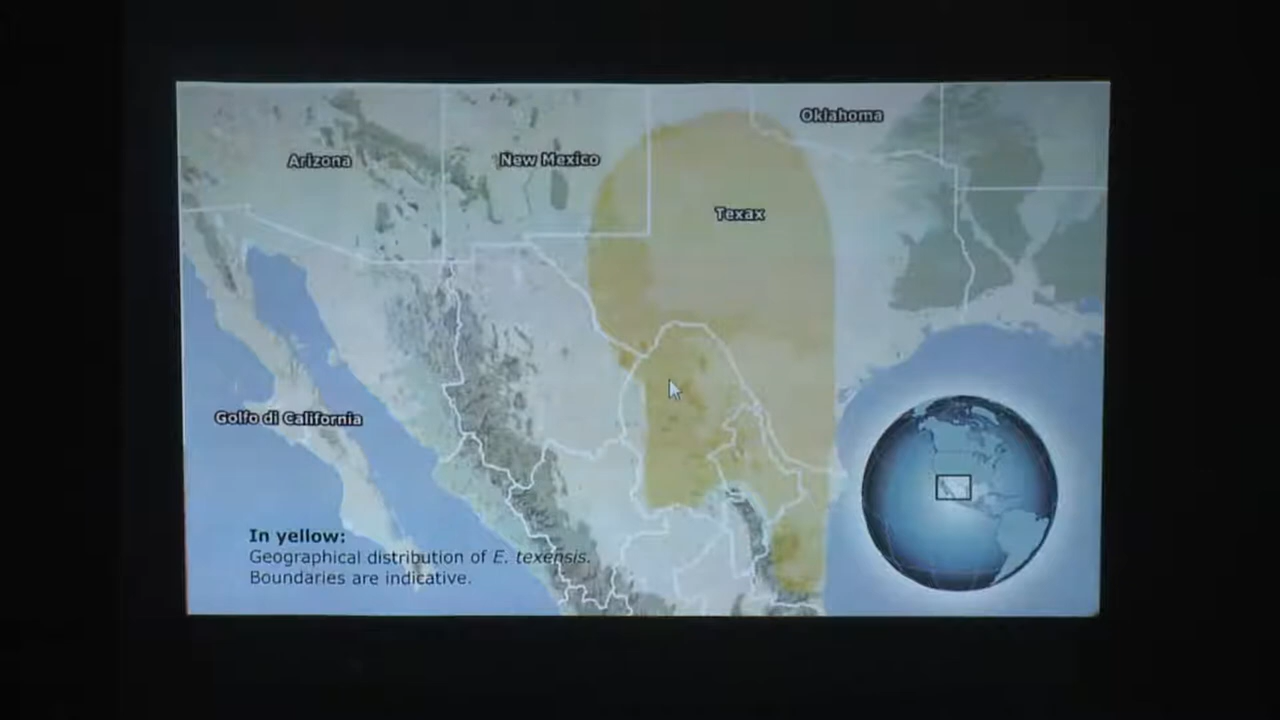 Oklahoma
Arizona
New Mexico
Texax
Golfo di California
In yellow:
Geographical distribution of E. texensis.
Boundaries are indicative.